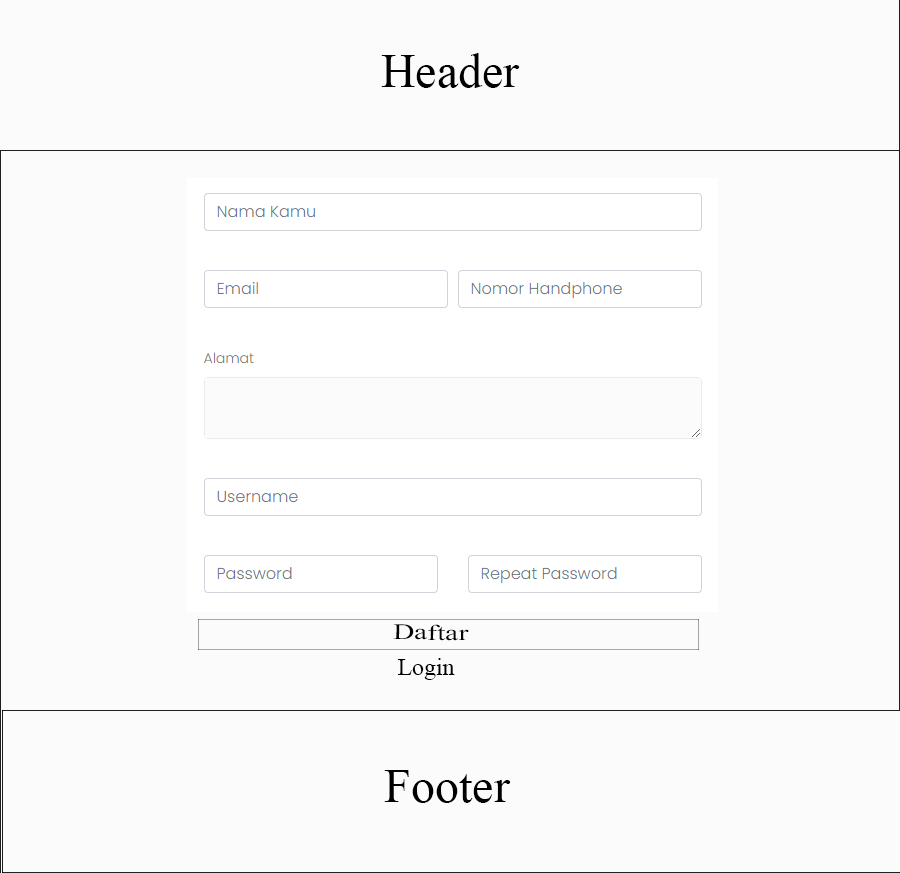 Header
Nama Kamu
Email
Nomor Handphone
Alamat
Username
Password
Repeat Password
Daftar
Login
Footer